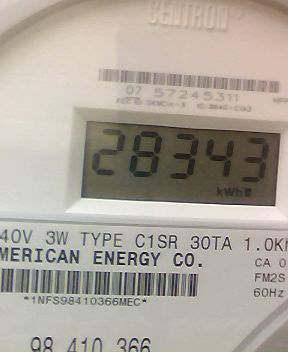 CENTRON®
07 57245311
28343
kWh
40V 3W TYPE C1SR 30TA 1.0K
MERICAN ENERGY CO.
CA 0
FM2S
60Hz
*1NFS98410366MEC*
98 410 366